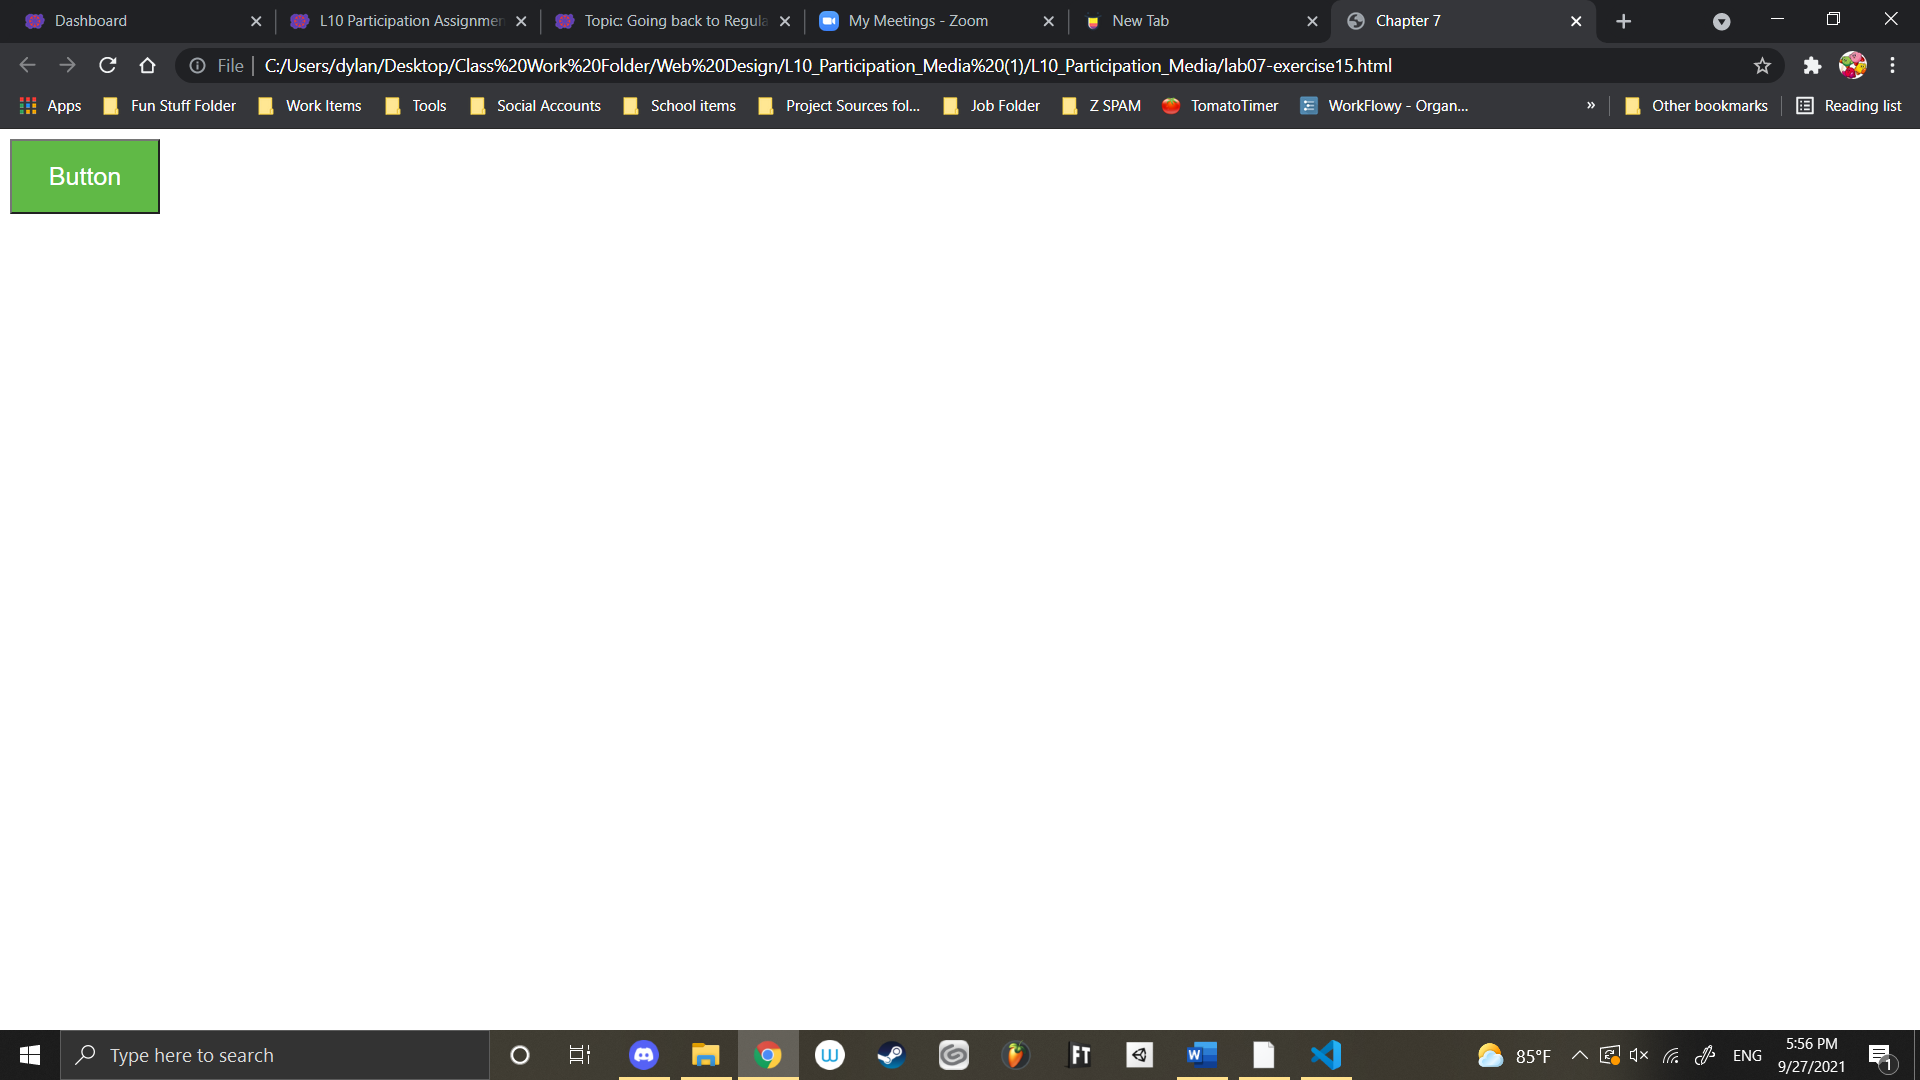 Dashboard
L10 Participation Assignmen
Topic: Going back to Regula
My Meetings - Zoom
New Tab
Chapter 7
File
C:/Users/dylan/Desktop/Class%20Work%20Folder/Web%20Design/L10_Participation_Media%20(1)/L10_Participation_Media/lab07-exercise15.html
Apps
Fun Stuff Folder
Work Items
Tools
Social Accounts
School items
Project Sources fol...
Job Folder
Z SPAM
TomatoTimer
WorkFlowy - Organ...
»
Other bookmarks
Reading list
Button
Type here to search
W
FT
W
85°F
ENG
5:56 PM
9/27/2021
1